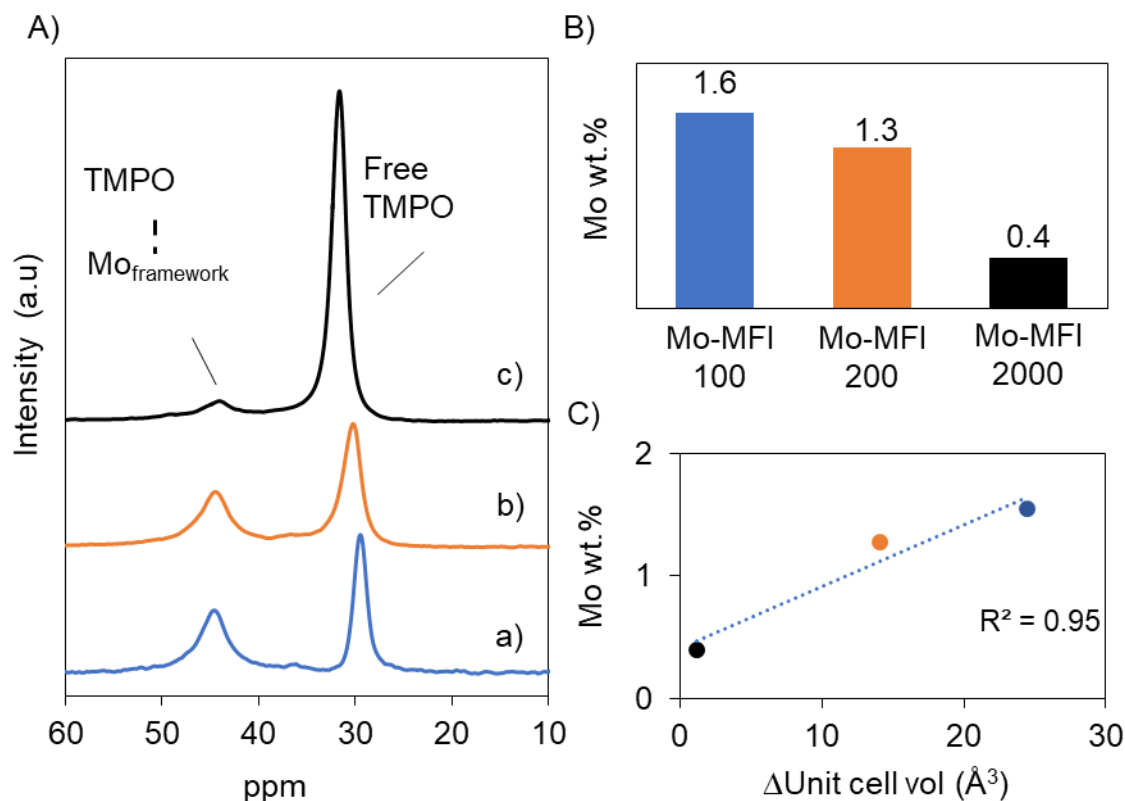 A)
TMPO
Mo framework
Free
TMPO
c)
b)
a)
Intensity (a.u)
60 50 40 30 20 10
ppm
B)
Mo wt.%
1.6
1.3
0.4
Mo-MFI
100
Mo-MFI
200
Mo-MFI
2000
C)
Mo wt.%
2
1
0
R² = 0.95
0 10 20 30
ΔUnit cell vol (Å³)